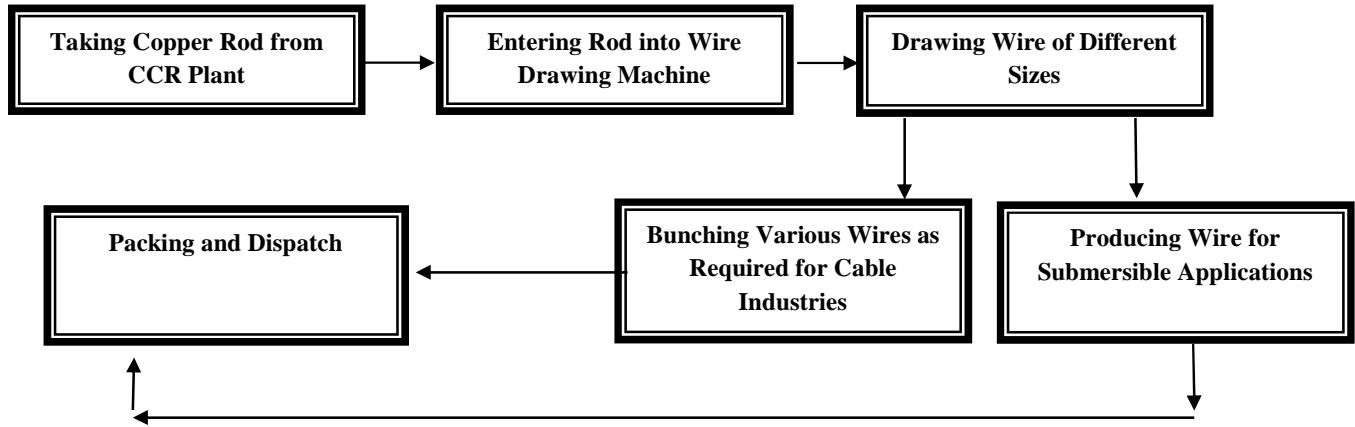 Taking Copper Rod from
CCR Plant
Entering Rod into Wire
Drawing Machine
Drawing Wire of Different
Sizes
Packing and Dispatch
Bunching Various Wires as
Required for Cable
Industries
Producing Wire for
Submersible Applications